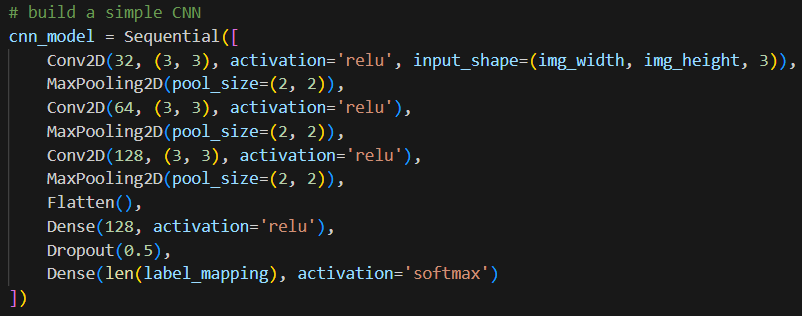 # build a simple CNN
cnn_model = Sequential([
    Conv2D(32, (3, 3), activation='relu', input_shape=(img_width, img_height, 3)),
    MaxPooling2D(pool_size=(2, 2)),
    Conv2D(64, (3, 3), activation='relu'),
    MaxPooling2D(pool_size=(2, 2)),
    Conv2D(128, (3, 3), activation='relu'),
    MaxPooling2D(pool_size=(2, 2)),
    Flatten(),
    Dense(128, activation='relu'),
    Dropout(0.5),
    Dense(len(label_mapping), activation='softmax')
])